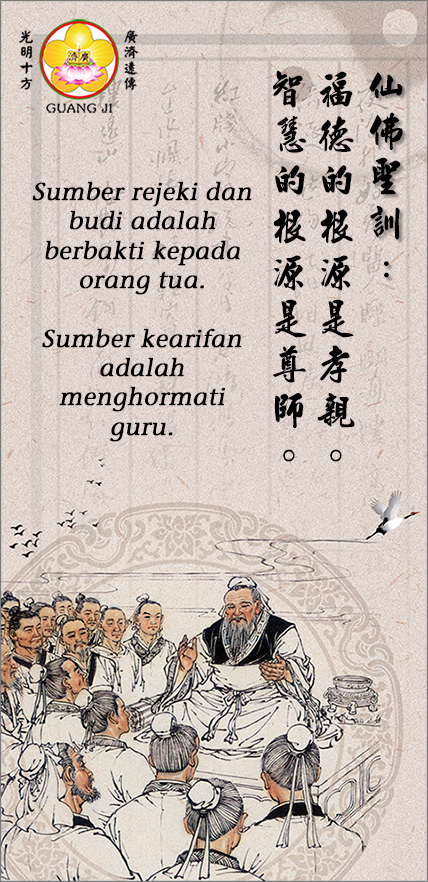 光明十方
廣濟遠傳
廣濟
GUANG JI
仙佛聖訓：
福德的根源是孝親。
智慧的根源是尊師。
Sumber rejeki dan
budi adalah
berbakti kepada
orang tua.
Sumber kearifan
adalah
menghormati
guru.